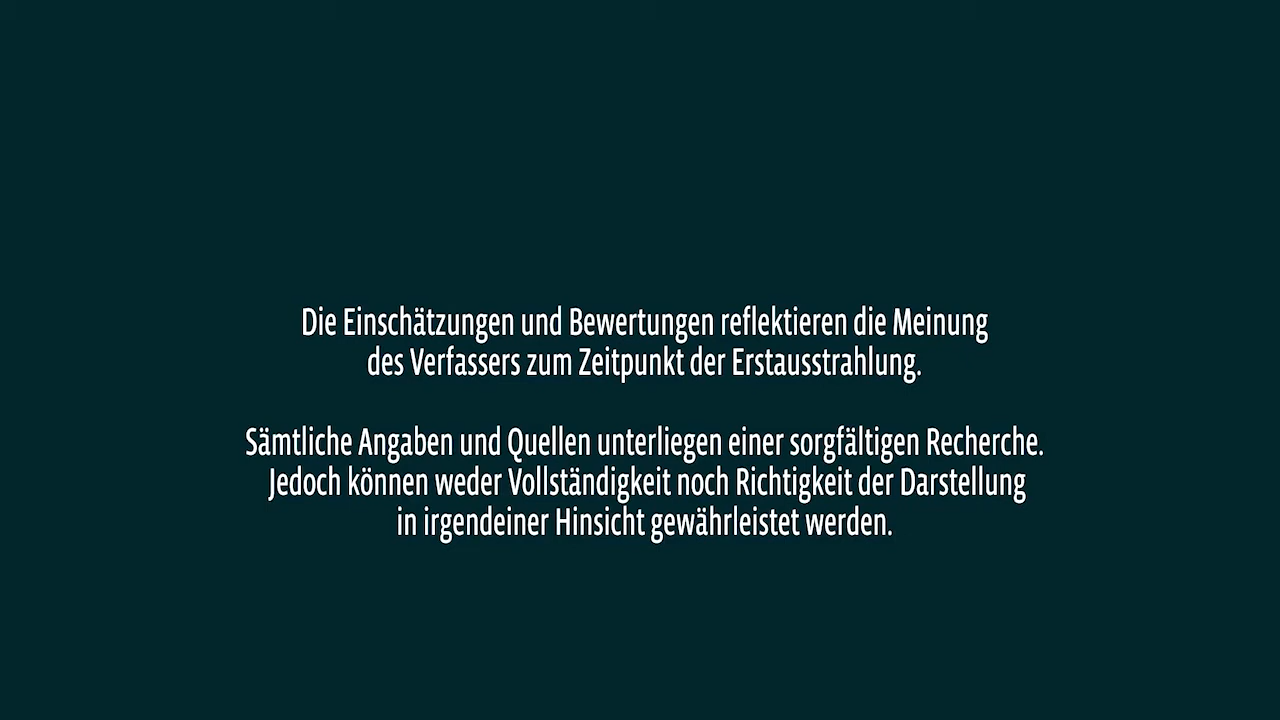 Die Einschätzungen und Bewertungen reflektieren die Meinung
des Verfassers zum Zeitpunkt der Erstausstrahlung.
Sämtliche Angaben und Quellen unterliegen einer sorgfältigen Recherche.
Jedoch können weder Vollständigkeit noch Richtigkeit der Darstellung
in irgendeiner Hinsicht gewährleistet werden.